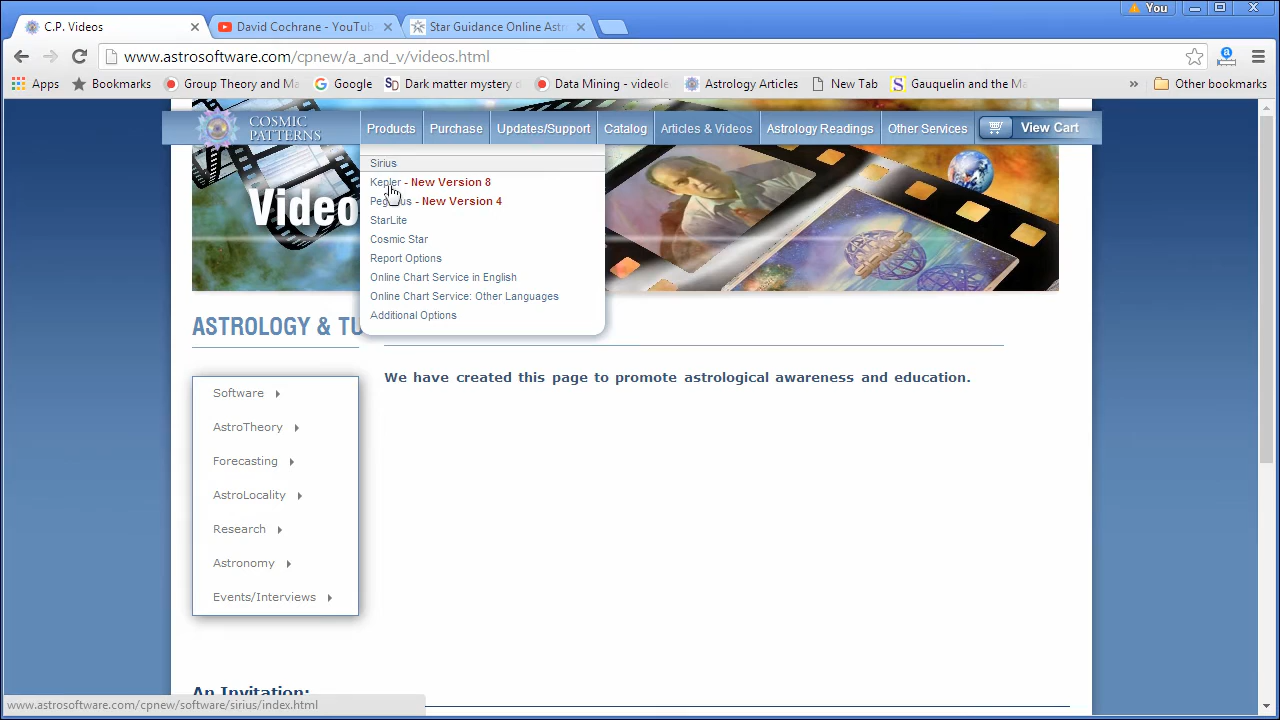 C.P. Videos
David Cochrane - YouTub
Star Guidance Online Astr
You
www.astrosoftware.com/cpnew/a_and_v/videos.html
Apps
Bookmarks
Group Theory and Ma
Google
Dark matter mystery d
Data Mining - videole
Astrology Articles
New Tab
Gauquelin and the Ma
»
Other bookmarks
COSMIC PATTERNS
Products
Purchase
Updates/Support
Catalog
Articles & Videos
Astrology Readings
Other Services
View Cart
Sirius
Kepler - New Version 8
- New Version 4
StarLite
Cosmic Star
Report Options
Online Chart Service in English
Online Chart Service: Other Languages
Additional Options
Video
ASTROLOGY & TU
We have created this page to promote astrological awareness and education.
Software
AstroTheory
Forecasting
AstroLocality
Research
Astronomy
Events/Interviews
An Invitation:
www.astrosoftware.com/cpnew/software/sirius/index.html